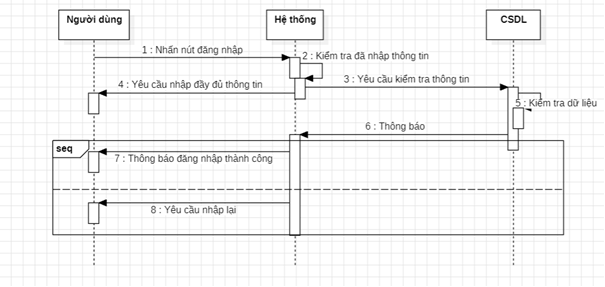 Người dùng
Hệ thống
CSDL
1 : Nhấn nút đăng nhập
2 : Kiểm tra đã nhập thông tin
3 : Yêu cầu kiểm tra thông tin
4 : Yêu cầu nhập đầy đủ thông tin
5 : Kiểm tra dữ liệu
6 : Thông báo
seq
7 : Thông báo đăng nhập thành công
8 : Yêu cầu nhập lại